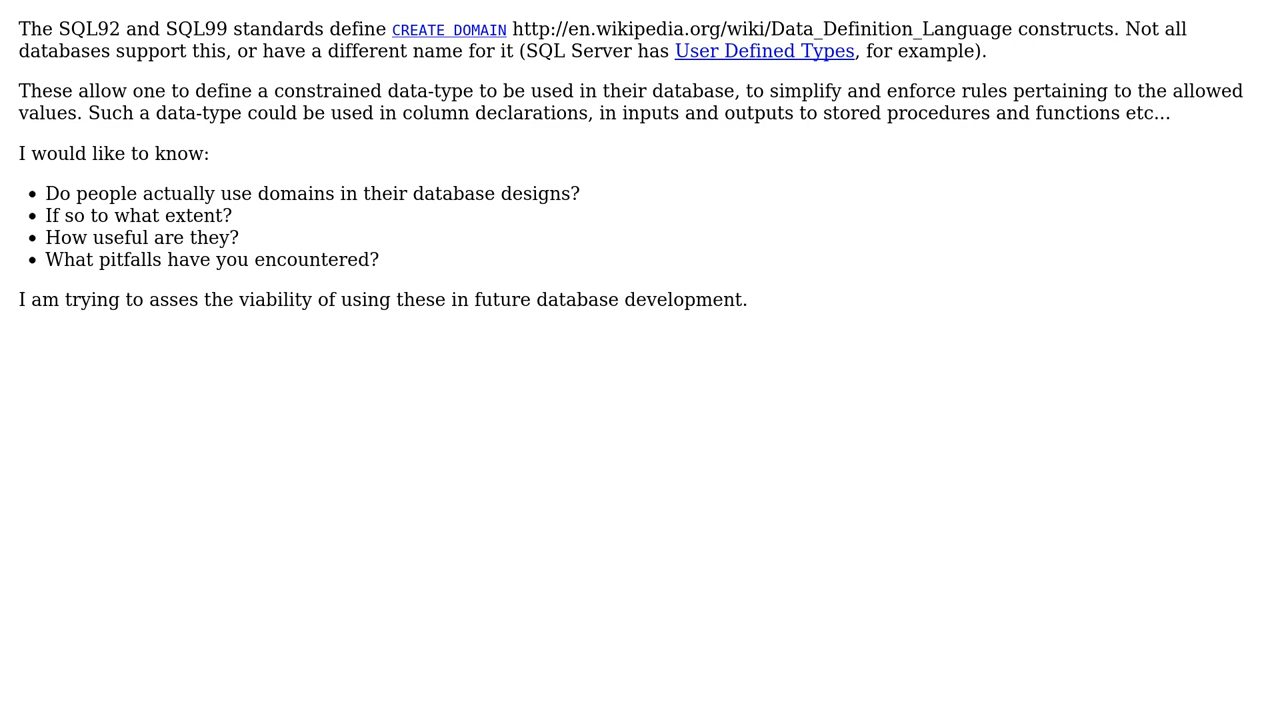 The SQL92 and SQL99 standards define CREATE DOMAIN http://en.wikipedia.org/wiki/Data_Definition_Language constructs. Not all
databases support this, or have a different name for it (SQL Server has User Defined Types, for example).
These allow one to define a constrained data-type to be used in their database, to simplify and enforce rules pertaining to the allowed
values. Such a data-type could be used in column declarations, in inputs and outputs to stored procedures and functions etc...
I would like to know:
• Do people actually use domains in their database designs?
• If so to what extent?
• How useful are they?
• What pitfalls have you encountered?
I am trying to asses the viability of using these in future database development.